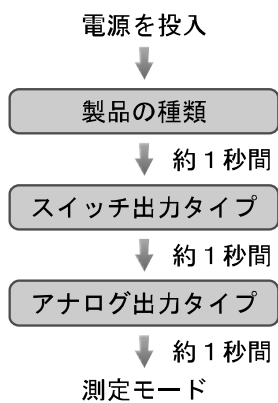 電源を投入
製品の種類
約１秒間
スイッチ出力タイプ
約１秒間
アナログ出力タイプ
約１秒間
測定モード